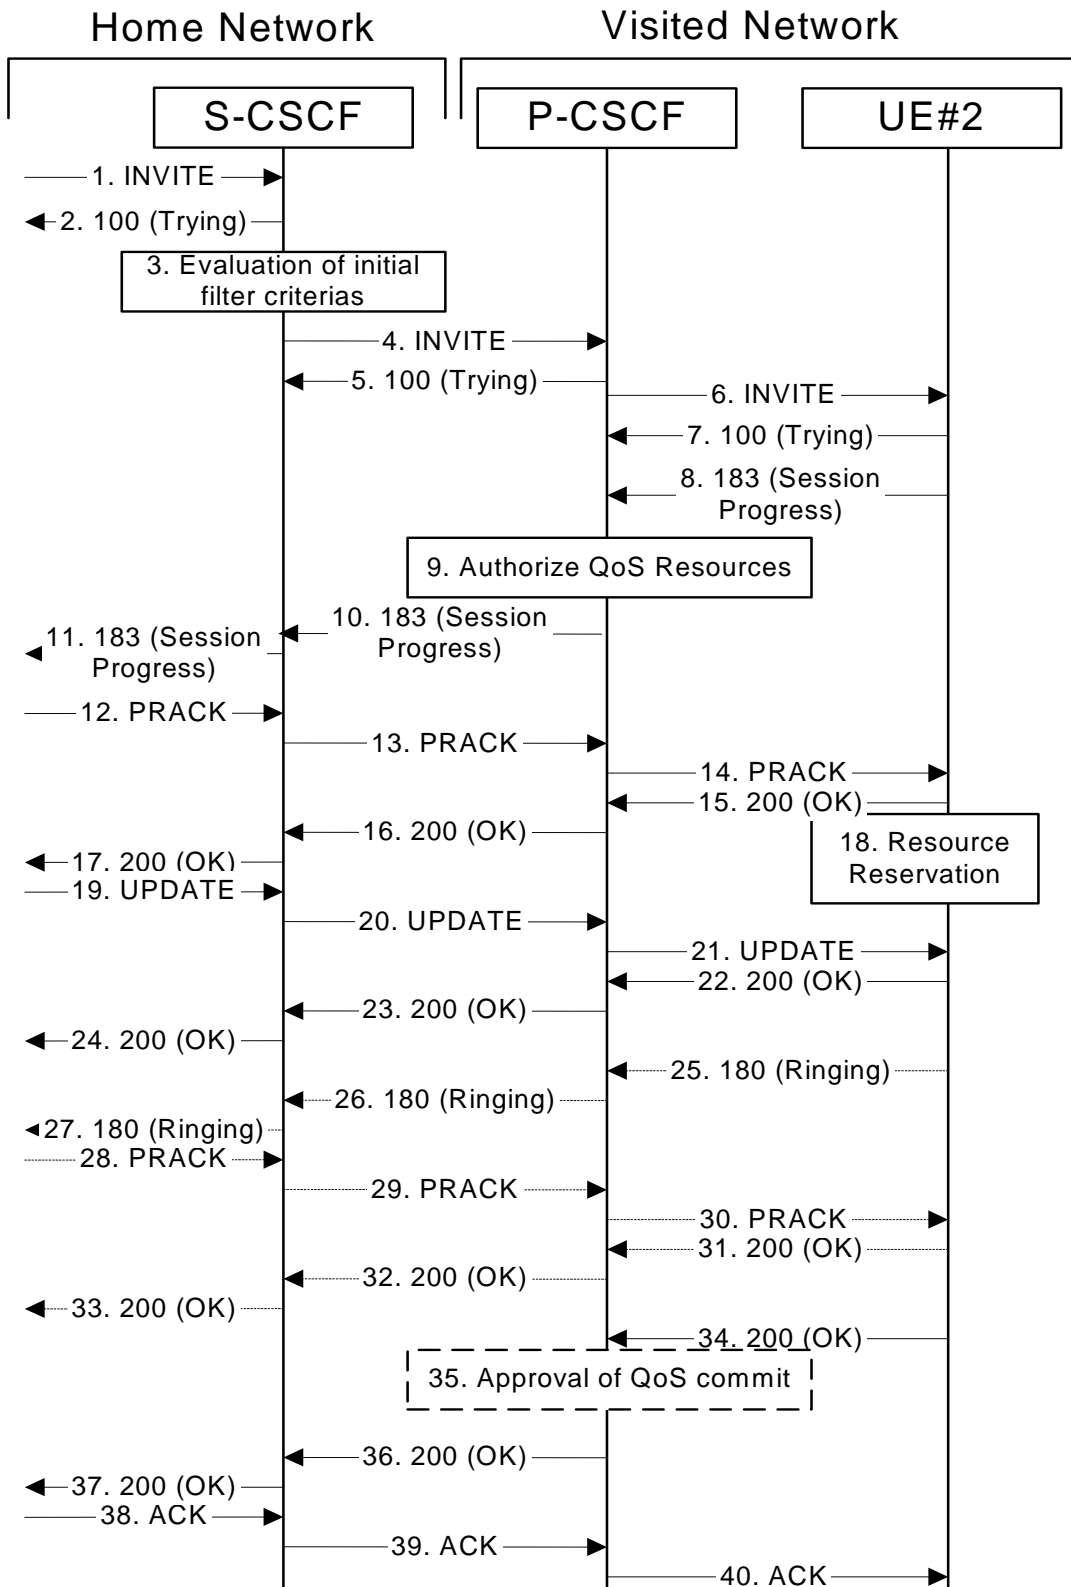 Home Network
Visited Network
S-CSCF
P-CSCF
UE#2
1. INVITE
2. 100 (Trying)
3. Evaluation of initial
filter criterias
4. INVITE
5. 100 (Trying)
6. INVITE
7. 100 (Trying)
8. 183 (Session
Progress)
9. Authorize QoS Resources
10. 183 (Session
Progress)
11. 183 (Session
Progress)
12. PRACK
13. PRACK
14. PRACK
15. 200 (OK)
16. 200 (OK)
17. 200 (OK)
18. Resource
Reservation
19. UPDATE
20. UPDATE
21. UPDATE
22. 200 (OK)
23. 200 (OK)
24. 200 (OK)
25. 180 (Ringing)
26. 180 (Ringing)
27. 180 (Ringing)
28. PRACK
29. PRACK
30. PRACK
31. 200 (OK)
32. 200 (OK)
33. 200 (OK)
34. 200 (OK)
35. Approval of QoS commit
36. 200 (OK)
37. 200 (OK)
38. ACK
39. ACK
40. ACK